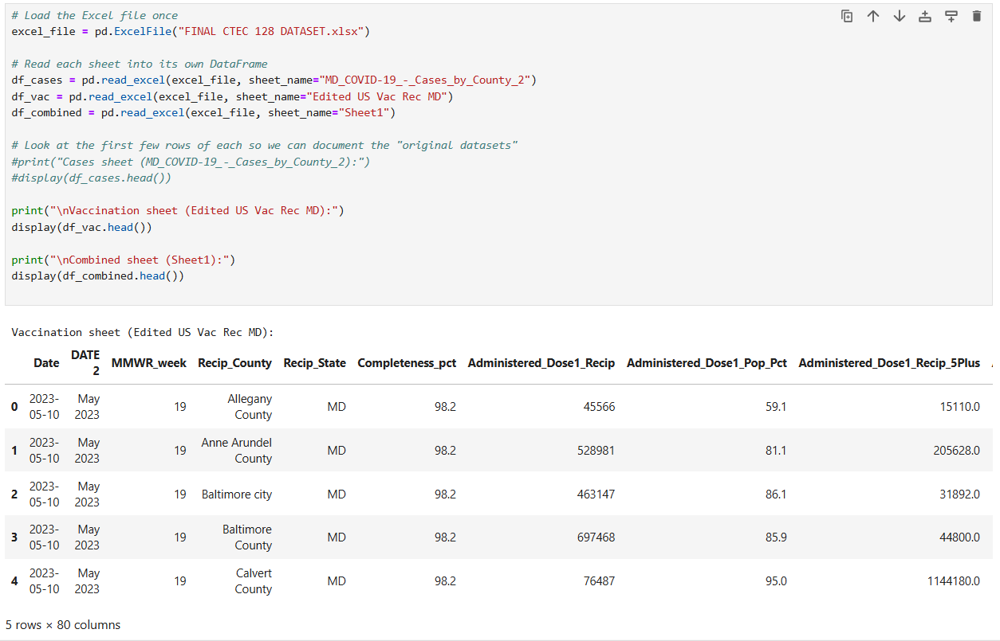 # Load the Excel file once
excel_file = pd.ExcelFile("FINAL CTEC 128 DATASET.xlsx")
# Read each sheet into its own DataFrame
df_cases = pd.read_excel(excel_file, sheet_name="MD_COVID-19_-_Cases_by_County_2")
df_vac = pd.read_excel(excel_file, sheet_name="Edited US Vac Rec MD")
df_combined = pd.read_excel(excel_file, sheet_name="Sheet1")
# Look at the first few rows of each so we can document the "original datasets"
#print("Cases sheet (MD_COVID-19_-_Cases_by_County_2):")
#display(df_cases.head())
print("\nVaccination sheet (Edited US Vac Rec MD):")
display(df_vac.head())
print("\nCombined sheet (Sheet1):")
display(df_combined.head())
Vaccination sheet (Edited US Vac Rec MD):
Date DATE 2 MMWR_week Recip_County Recip_State Completeness_pct Administered_Dose1_Recip Administered_Dose1_Pop_Pct Administered_Dose1_Recip_5Plus
0 2023-05-10 May 2023 19 Allegany County MD 98.2 45566 59.1 15110.0
1 2023-05-10 May 2023 19 Anne Arundel County MD 98.2 528981 81.1 205628.0
2 2023-05-10 May 2023 19 Baltimore city MD 98.2 463147 86.1 31892.0
3 2023-05-10 May 2023 19 Baltimore County MD 98.2 697468 85.9 44800.0
4 2023-05-10 May 2023 19 Calvert County MD 98.2 76487 95.0 1144180.0
5 rows × 80 columns